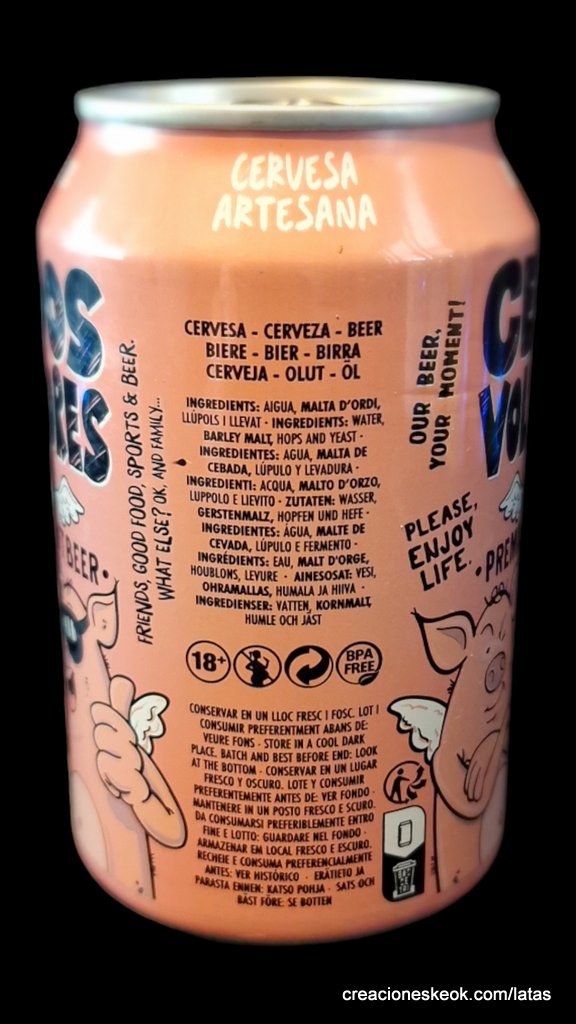 CERVESA
ARTESANA
OS
RES
BEER.
FRIENDS, GOOD FOOD, SPORTS & BEER.
WHAT ELSE? OK, AND FAMILY...
CERVESA - CERVEZA - BEER
BIERE - BIER - BIRRA
CERVEJA - OLUT - ÖL
INGREDIENTS: AIGUA, MALTA D'ORDI,
LLÚPOLS I LLEVAT · INGREDIENTS: WATER,
BARLEY MALT, HOPS AND YEAST ·
INGREDIENTES: AGUA, MALTA DE
CEBADA, LÚPULO Y LEVADURA ·
INGREDIENTI: ACQUA, MALTO D'ORZO,
LUPPOLO E LIEVITO · ZUTATEN: WASSER,
GERSTENMALZ, HOPFEN UND HEFE ·
INGREDIENTES: ÁGUA, MALTE DE
CEVADA, LÚPULO E FERMENTO ·
INGRÉDIENTS: EAU, MALT D'ORGE,
HOUBLONS, LEVURE · AINESOSAT: VESI,
OHRAMALLAS, HUMALA JA HIIVA ·
INGREDIENSER: VATTEN, KORNMALT,
HUMLE OCH JÄST
18+
BPA
FREE
CONSERVAR EN UN LLOC FRESC I FOSC. LOT I
CONSUMIR PREFERENTMENT ABANS DE:
VEURE FONS · STORE IN A COOL DARK
PLACE. BATCH AND BEST BEFORE END: LOOK
AT THE BOTTOM · CONSERVAR EN UN LUGAR
FRESCO Y OSCURO. LOTE Y CONSUMIR
PREFERENTEMENTE ANTES DE: VER FONDO ·
MANTENERE IN UN POSTO FRESCO E SCURO.
DA CONSUMARSI PREFERIBLEMENTE ENTRO
FINE E LOTTO: GUARDARE NEL FONDO ·
ARMAZENAR EM LOCAL FRESCO E ESCURO.
RECHEIE E CONSUMA PREFERENCIALMENTE
ANTES: VER HISTÓRICO · ERÄTIETO JA
PARASTA ENNEN: KATSO POHJA · SATS OCH
BÄST FÖRE: SE BOTTEN
OUR BEER,
YOUR MOMENT!
PLEASE,
ENJOY
LIFE.
CE
VOL
·PREM
creacioneskeok.com/latas